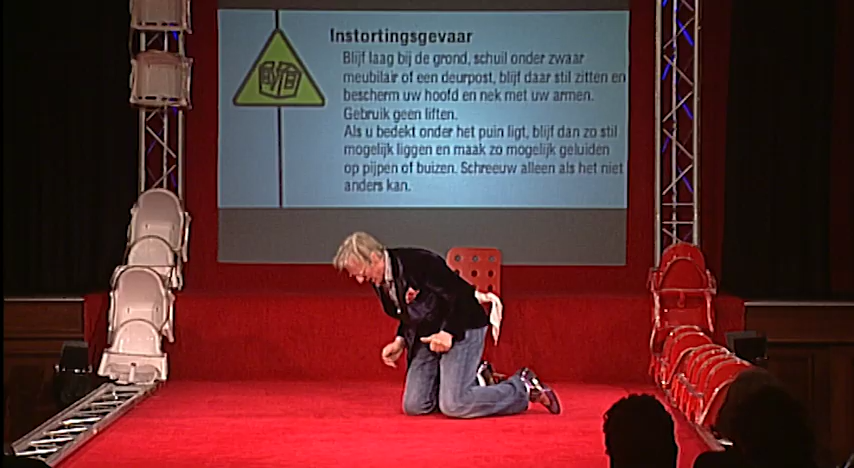 Instortingsgevaar
Blijf laag bij de grond, schuil onder zwaar
meubilair of een deurpost, blijf daar stil zitten en
bescherm uw hoofd en nek met uw armen.
Gebruik geen liften.
Als u bedekt onder het puin ligt, blijf dan zo stil
mogelijk liggen en maak zo mogelijk geluiden
op pijpen of buizen. Schreeuw alleen als het niet
anders kan.